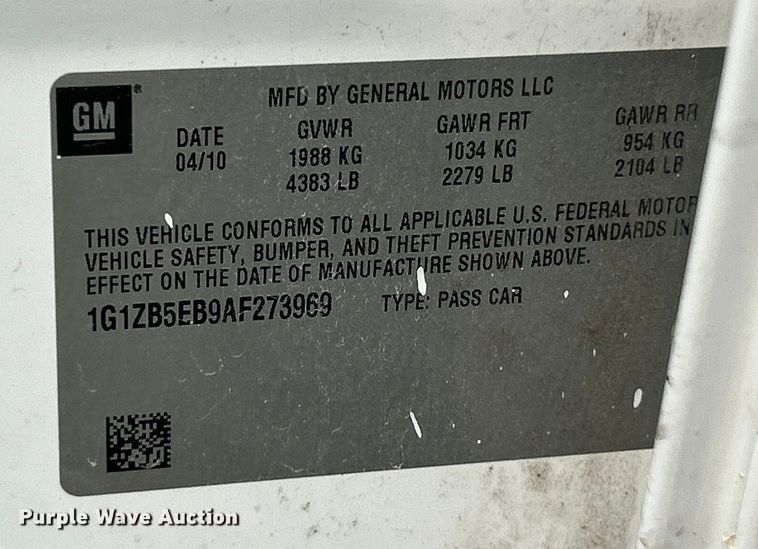 GM
MFD BY GENERAL MOTORS LLC
DATE GVWR GAWR FRT GAWR RR
04/10 1988 KG 1034 KG 954 KG
4383 LB 2279 LB 2104 LB
THIS VEHICLE CONFORMS TO ALL APPLICABLE U.S. FEDERAL MOTOR
VEHICLE SAFETY, BUMPER, AND THEFT PREVENTION STANDARDS IN
EFFECT ON THE DATE OF MANUFACTURE SHOWN ABOVE.
1G1ZB5EB9AF273969 TYPE: PASS CAR
Purple Wave Auction